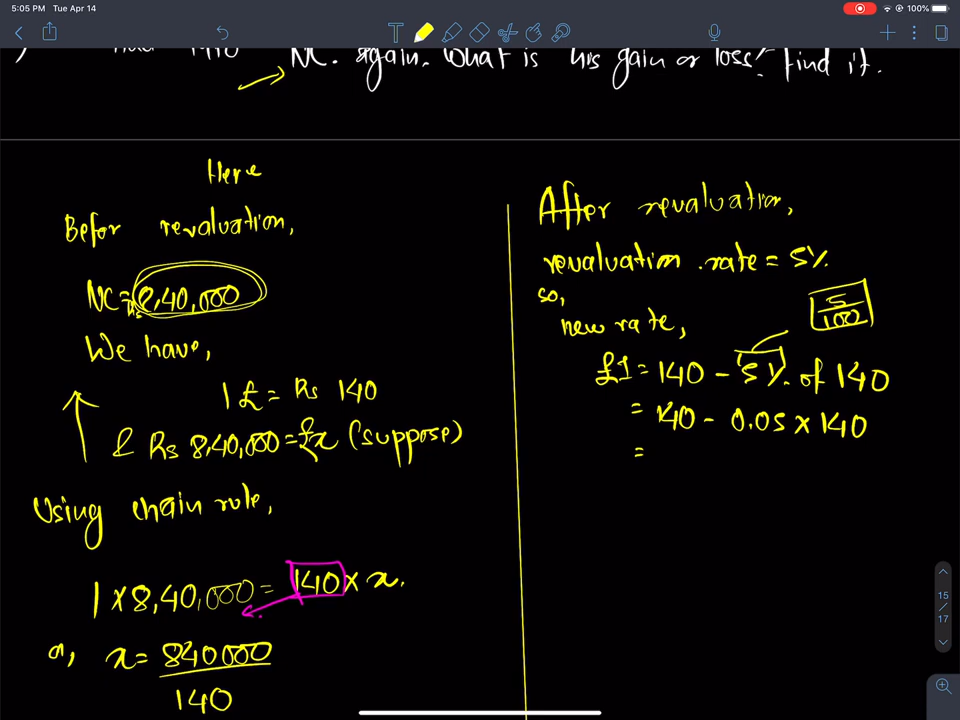 5:05 PM Tue Apr 14
100%
NC. again. What is his gain or loss? Find it.
Here
Befor revaluation,
NC = Rs 8,40,000
We have,
1 £ = Rs 140
& Rs 8,40,000 = £x (suppose)
Using chain rule,
1 × 8,40,000 = 140 × x.
or, x = 840000
140
After revaluation,
revaluation rate = 5%
so,
new rate,
5
100
£1 = 140 - 5% of 140
= 140 - 0.05 × 140
=
15
/
17